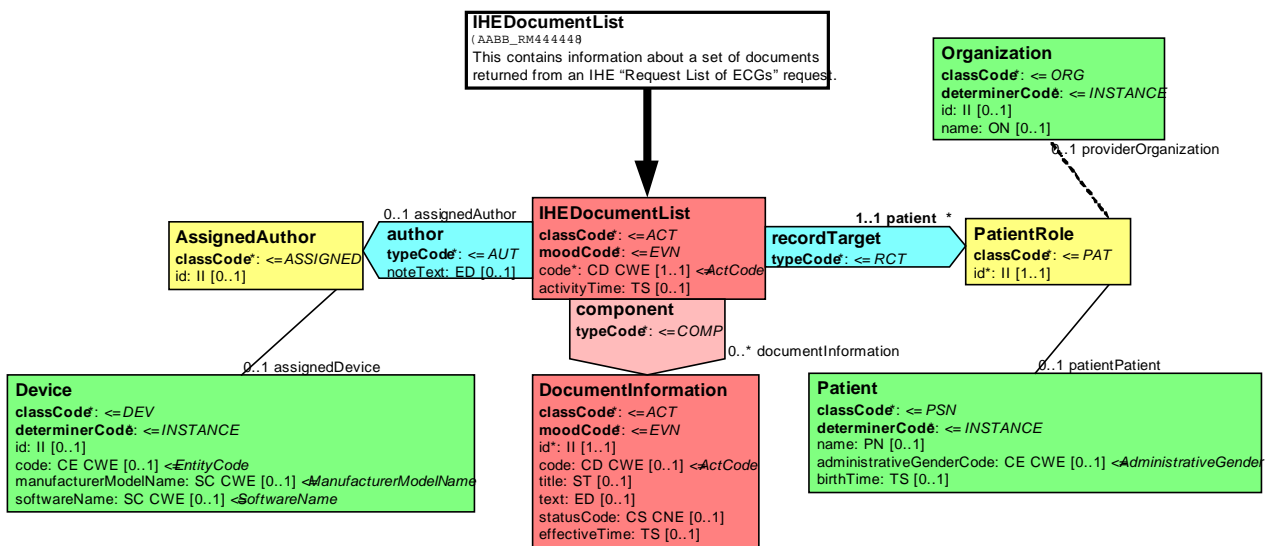 IHEDocumentList
(AABB_RM444448)
This contains information about a set of documents
returned from an IHE “Request List of ECGs” request.
Organization
classCode*: <= ORG
determinerCode*: <= INSTANCE
id: II [0..1]
name: ON [0..1]
0..1 providerOrganization
AssignedAuthor
classCode*: <= ASSIGNED
id: II [0..1]
0..1 assignedAuthor
author
typeCode*: <= AUT
noteText: ED [0..1]
IHEDocumentList
classCode*: <= ACT
moodCode*: <= EVN
code*: CD CWE [1..1] <= ActCode
activityTime: TS [0..1]
1..1 patient *
recordTarget
typeCode*: <= RCT
PatientRole
classCode*: <= PAT
id*: II [1..1]
component
typeCode*: <= COMP
0..* documentInformation
0..1 assignedDevice
0..1 patientPatient
Device
classCode*: <= DEV
determinerCode*: <= INSTANCE
id: II [0..1]
code: CE CWE [0..1] <= EntityCode
manufacturerModelName: SC CWE [0..1] <= ManufacturerModelName
softwareName: SC CWE [0..1] <= SoftwareName
DocumentInformation
classCode*: <= ACT
moodCode*: <= EVN
id*: II [1..1]
code: CD CWE [0..1] <= ActCode
title: ST [0..1]
text: ED [0..1]
statusCode: CS CNE [0..1]
effectiveTime: TS [0..1]
Patient
classCode*: <= PSN
determinerCode*: <= INSTANCE
name: PN [0..1]
administrativeGenderCode: CE CWE [0..1] <= AdministrativeGender
birthTime: TS [0..1]